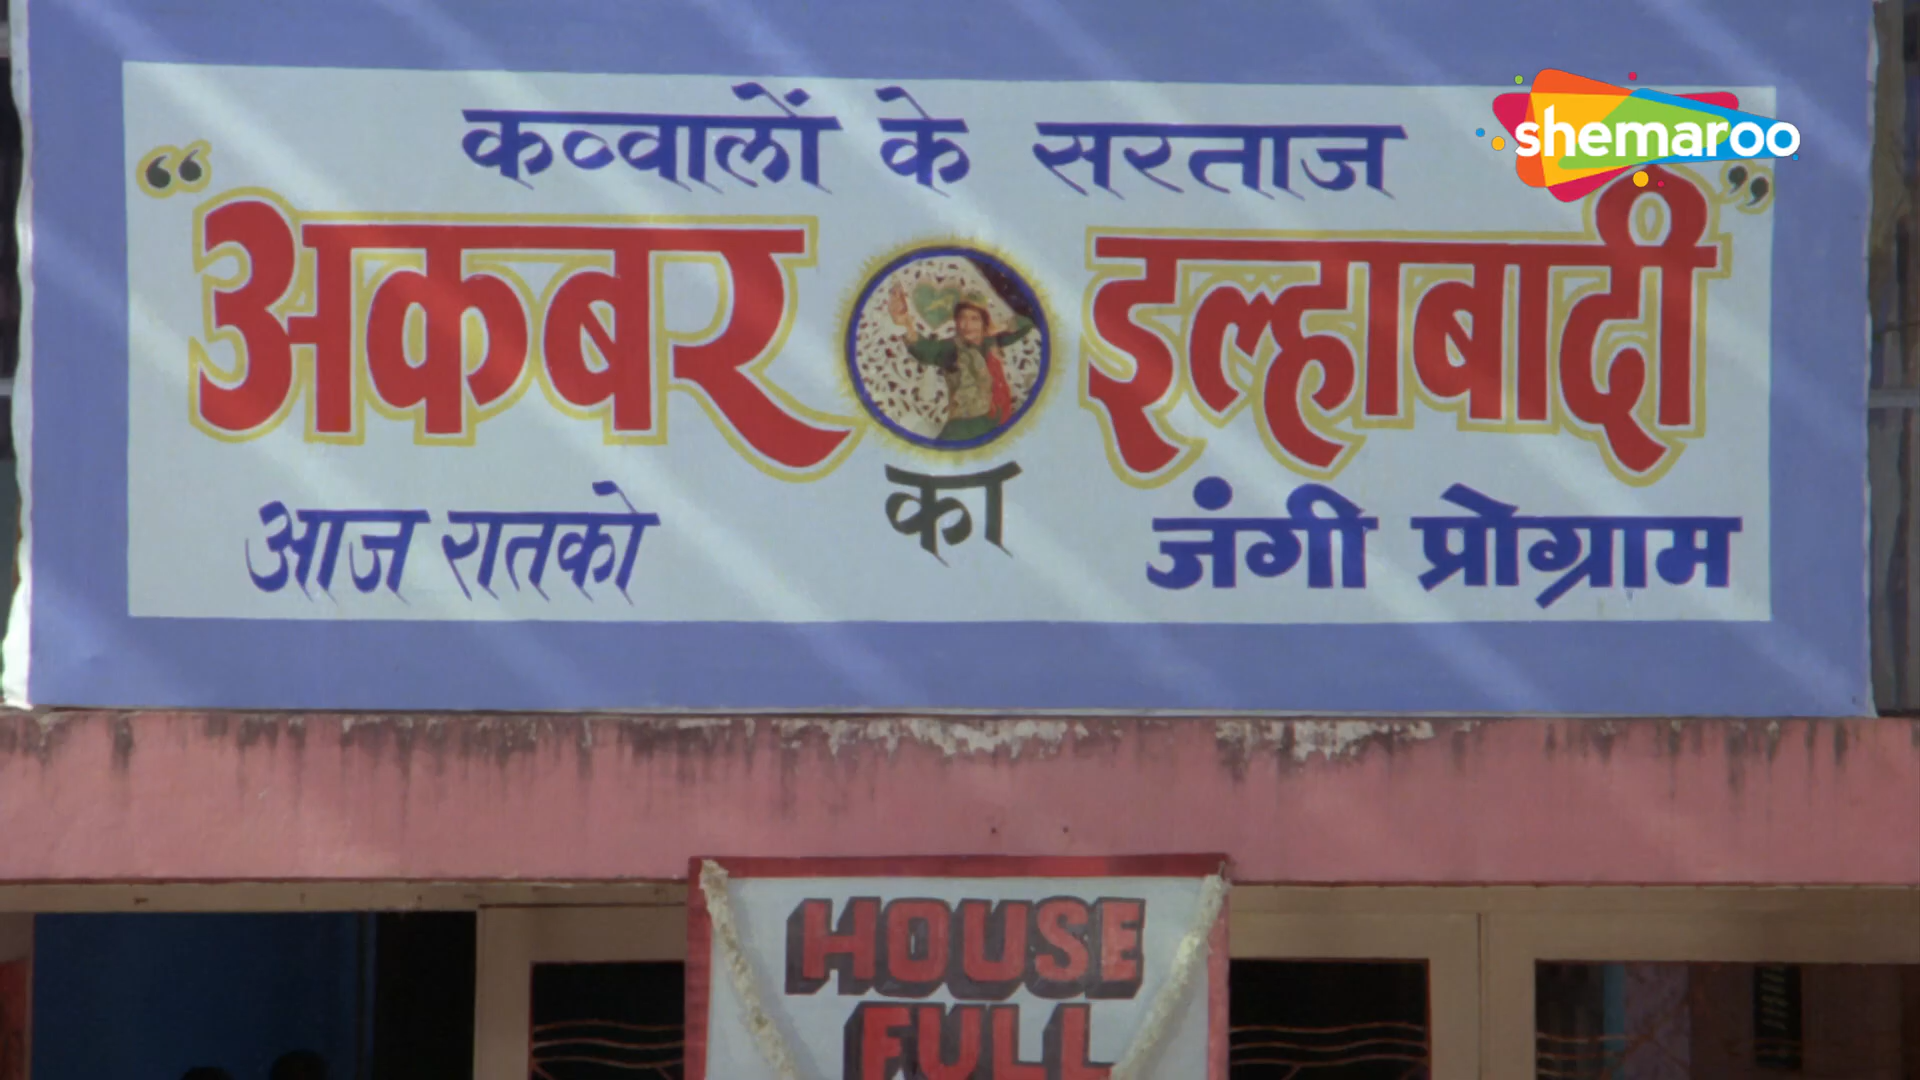 कव्वालों के सरताज
shemaroo
“अकबर इल्हाबादी”
का
आज रातको जंगी प्रोग्राम
HOUSE
FULL